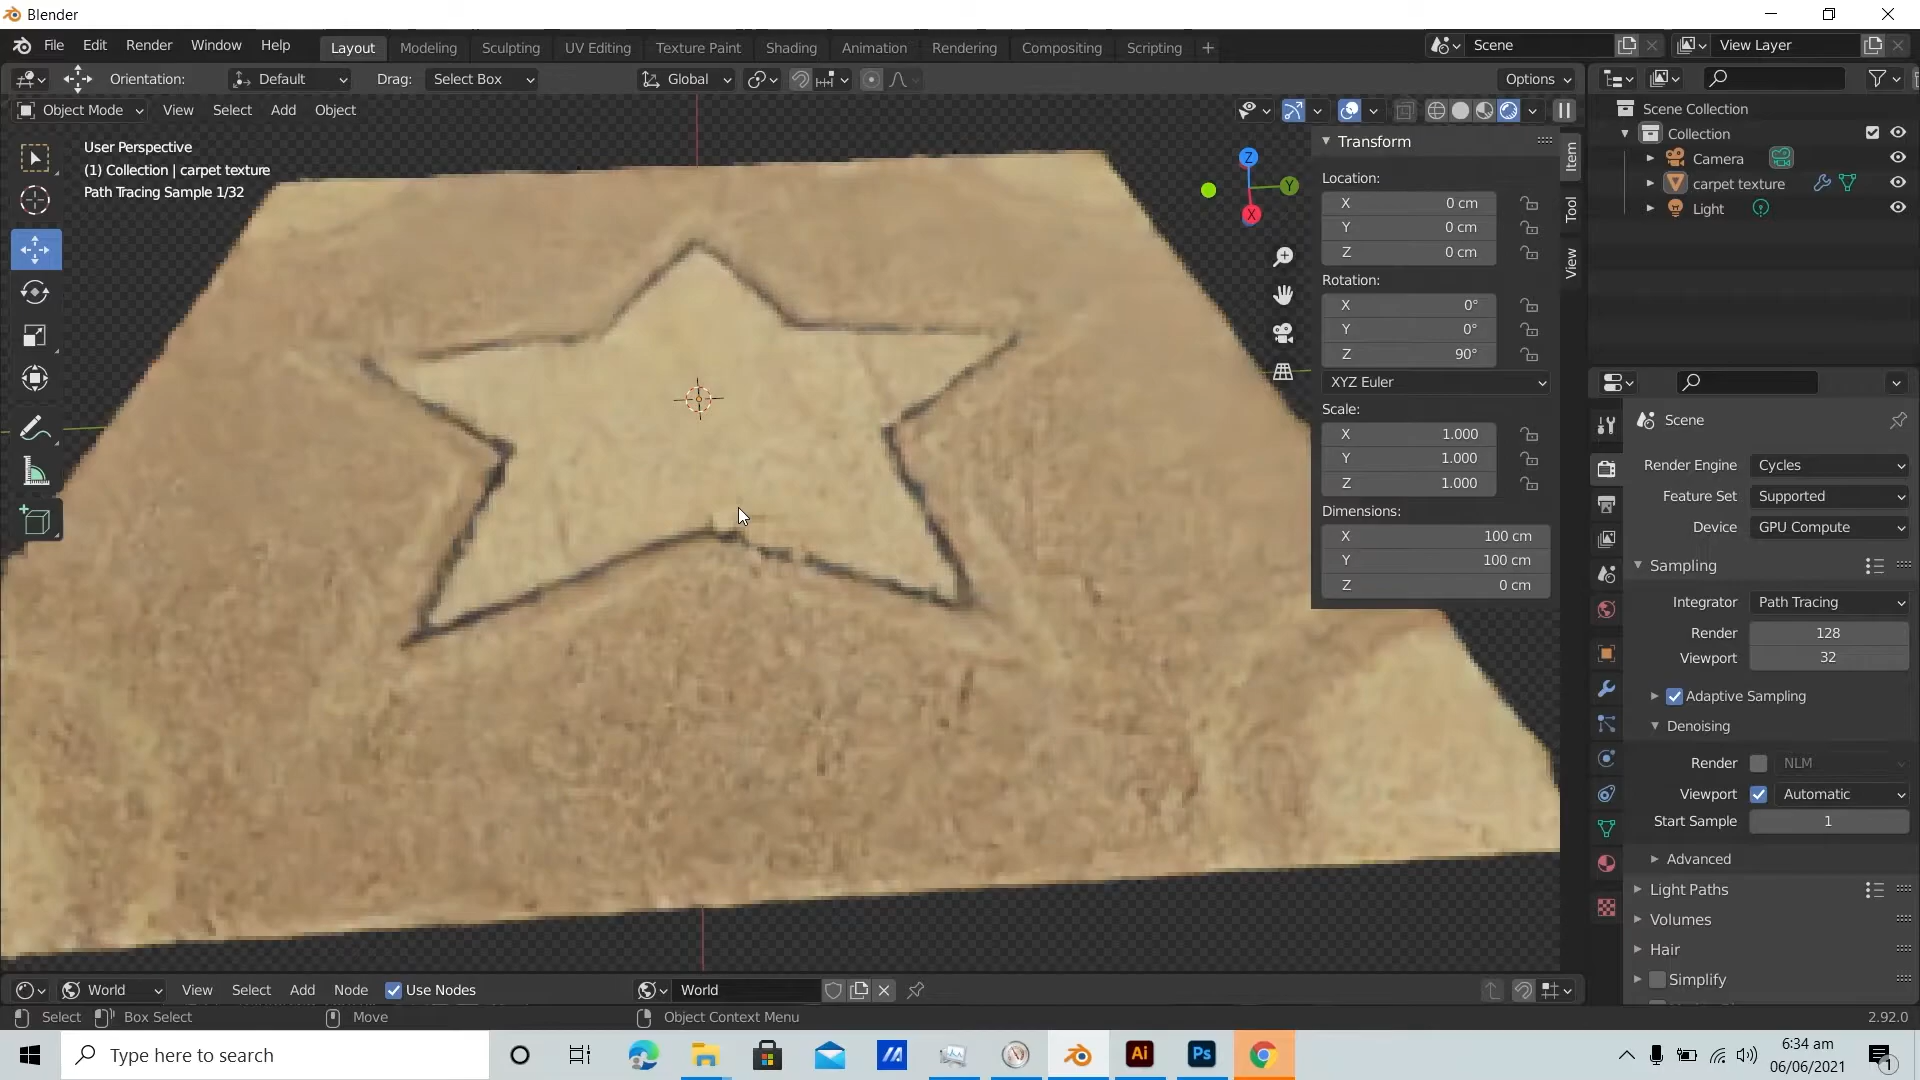 Blender
File Edit Render Window Help Layout Modeling Sculpting UV Editing Texture Paint Shading Animation Rendering Compositing Scripting + Scene View Layer
Orientation: Default Drag: Select Box Global Options
Object Mode View Select Add Object
User Perspective
(1) Collection | carpet texture
Path Tracing Sample 1/32
Z
Y
X
Transform
Location:
X 0 cm
Y 0 cm
Z 0 cm
Rotation:
X 0°
Y 0°
Z 90°
XYZ Euler
Scale:
X 1.000
Y 1.000
Z 1.000
Dimensions:
X 100 cm
Y 100 cm
Z 0 cm
Item
Tool
View
Scene Collection
Collection
Camera
carpet texture
Light
Scene
Render Engine Cycles
Feature Set Supported
Device GPU Compute
Sampling
Integrator Path Tracing
Render 128
Viewport 32
Adaptive Sampling
Denoising
Render NLM
Viewport Automatic
Start Sample 1
Advanced
Light Paths
Volumes
Hair
Simplify
World View Select Add Node Use Nodes World
Select Box Select Move Object Context Menu 2.92.0
Type here to search
Ai
Ps
6:34 am
06/06/2021
1